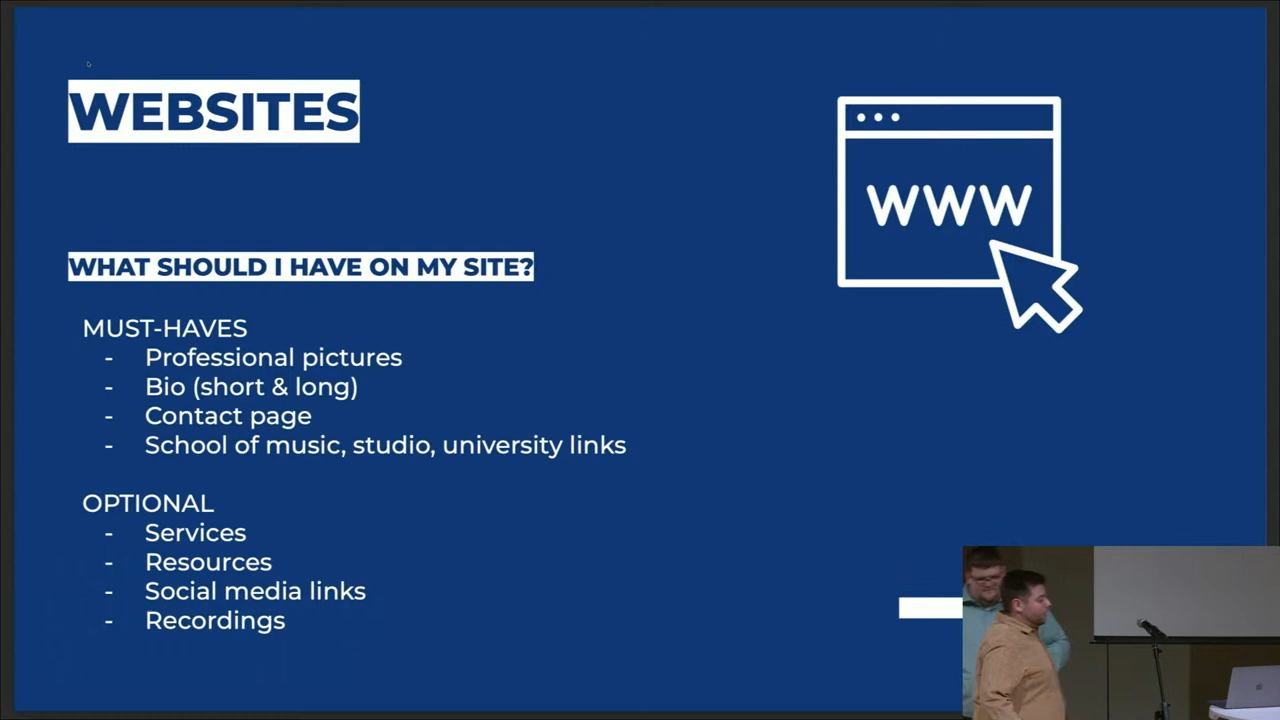 WEBSITES
WWW
WHAT SHOULD I HAVE ON MY SITE?
MUST-HAVES
- Professional pictures
- Bio (short & long)
- Contact page
- School of music, studio, university links
OPTIONAL
- Services
- Resources
- Social media links
- Recordings